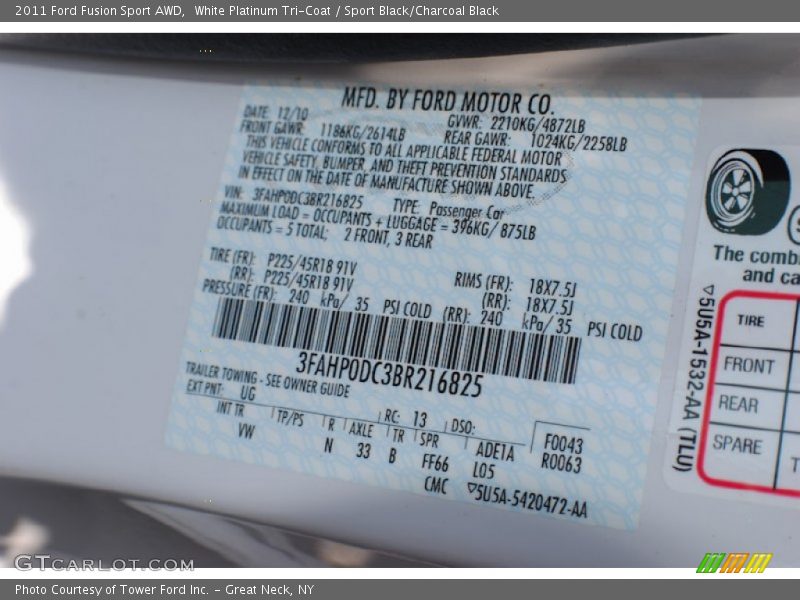 2011 Ford Fusion Sport AWD, White Platinum Tri-Coat / Sport Black/Charcoal Black
MFD. BY FORD MOTOR CO.
DATE: 12/10 GVWR: 2210KG/4872LB
FRONT GAWR: 1186KG/2614LB REAR GAWR: 1024KG/2258LB
THIS VEHICLE CONFORMS TO ALL APPLICABLE FEDERAL MOTOR
VEHICLE SAFETY, BUMPER, AND THEFT PREVENTION STANDARDS
IN EFFECT ON THE DATE OF MANUFACTURE SHOWN ABOVE.
VIN: 3FAHP0DC3BR216825 TYPE: Passenger Car
MAXIMUM LOAD = OCCUPANTS + LUGGAGE = 396KG/ 875LB
OCCUPANTS = 5 TOTAL; 2 FRONT, 3 REAR
TIRE (FR): P225/45R18 91V RIMS (FR): 18X7.5J
(RR): P225/45R18 91V (RR): 18X7.5J
PRESSURE (FR): 240 kPa/ 35 PSI COLD (RR): 240 kPa/ 35 PSI COLD
3FAHP0DC3BR216825
TRAILER TOWING - SEE OWNER GUIDE
EXT PNT: UG RC: 13 DSO: F0043
INT TR TP/PS R AXLE TR SPR ADETA R0063
VW N 33 B FF66 L05
CMC ▽5U5A-5420472-AA
The comb
and ca
▽5U5A-1532-AA (TLU)
TIRE
FRONT
REAR
SPARE
T
GTCARLOT.COM
Photo Courtesy of Tower Ford Inc. - Great Neck, NY